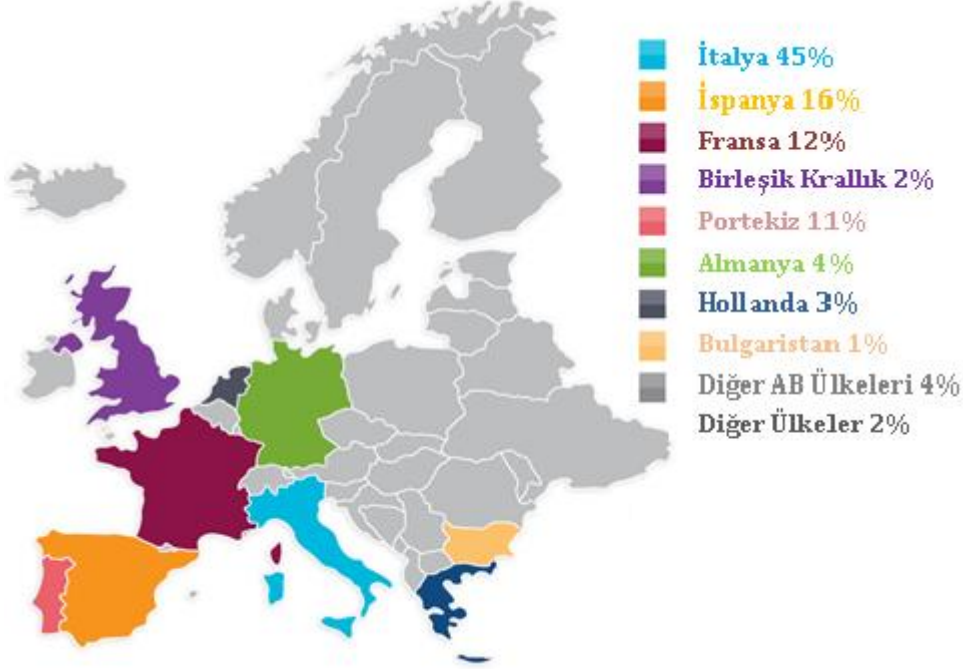 İtalya 45%
İspanya 16%
Fransa 12%
Birleşik Krallık 2%
Portekiz 11%
Almanya 4%
Hollanda 3%
Bulgaristan 1%
Diğer AB Ülkeleri 4%
Diğer Ülkeler 2%